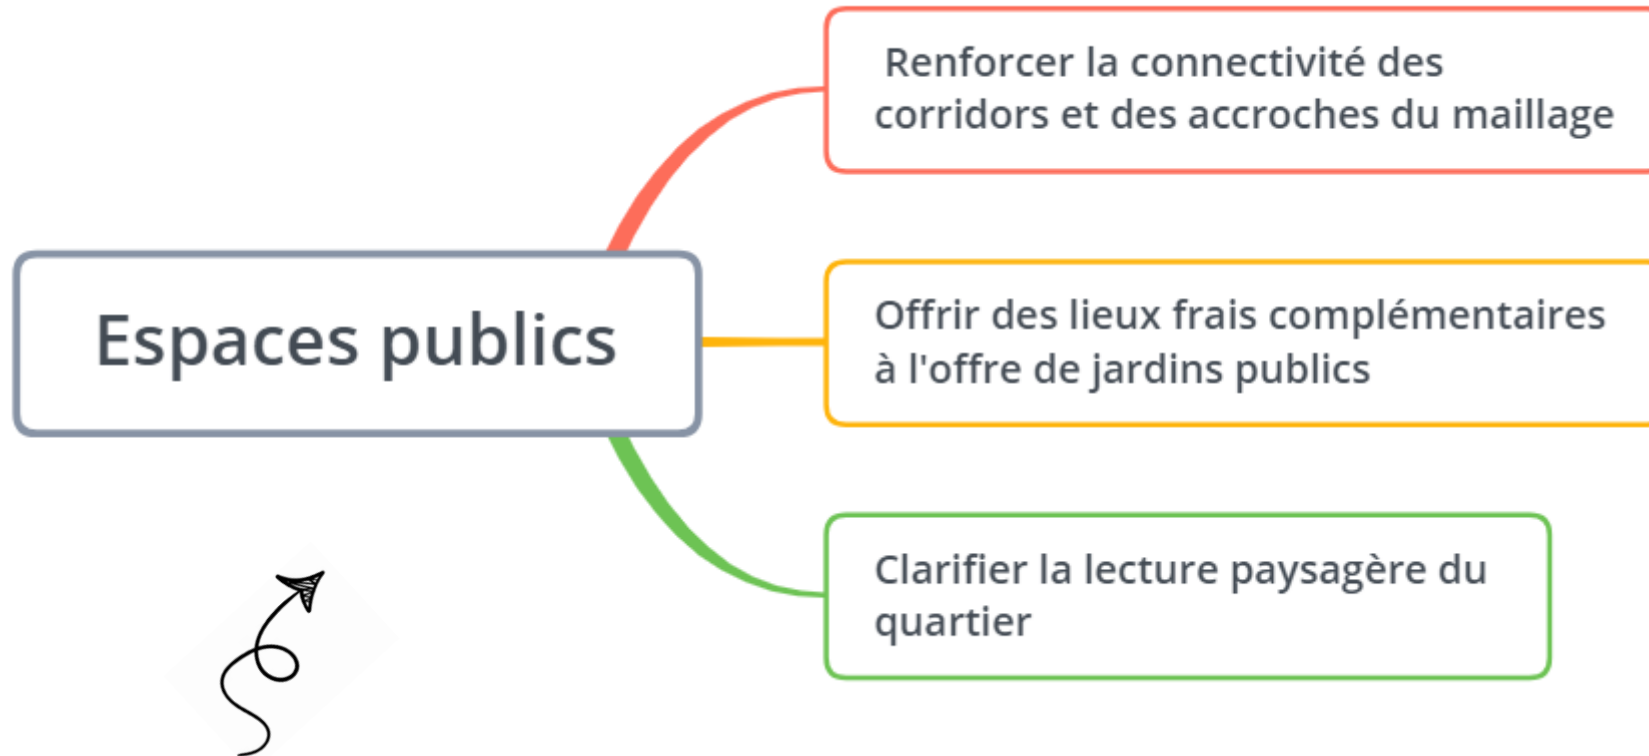 Renforcer la connectivité des
corridors et des accroches du maillage
Espaces publics
Offrir des lieux frais complémentaires
à l'offre de jardins publics
Clarifier la lecture paysagère du
quartier